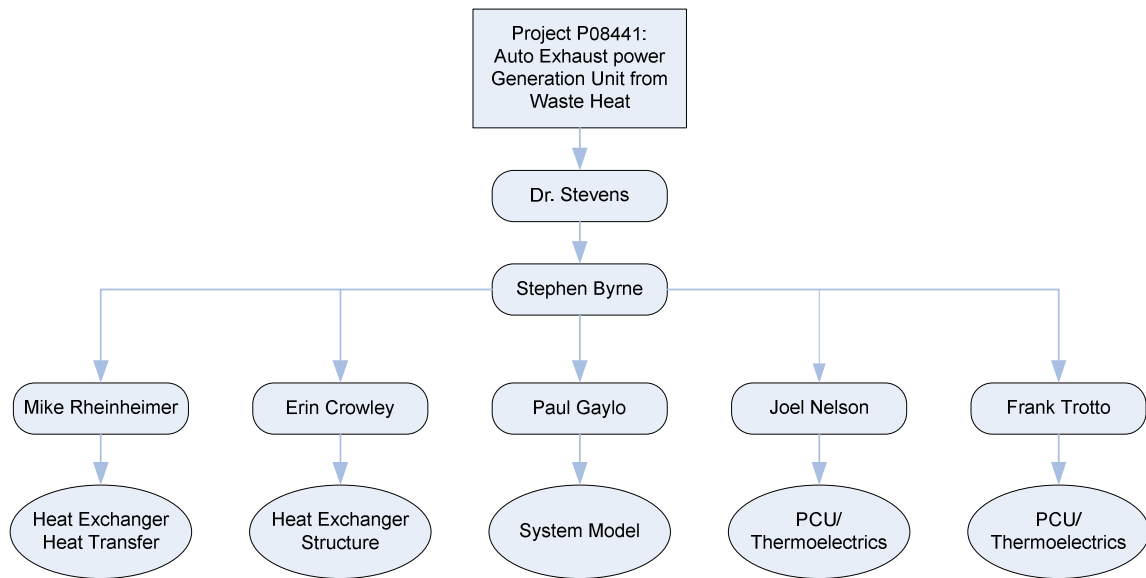 Project P08441:
Auto Exhaust power
Generation Unit from
Waste Heat
Dr. Stevens
Stephen Byrne
Mike Rheinheimer
Erin Crowley
Paul Gaylo
Joel Nelson
Frank Trotto
Heat Exchanger
Heat Transfer
Heat Exchanger
Structure
System Model
PCU/
Thermoelectrics
PCU/
Thermoelectrics